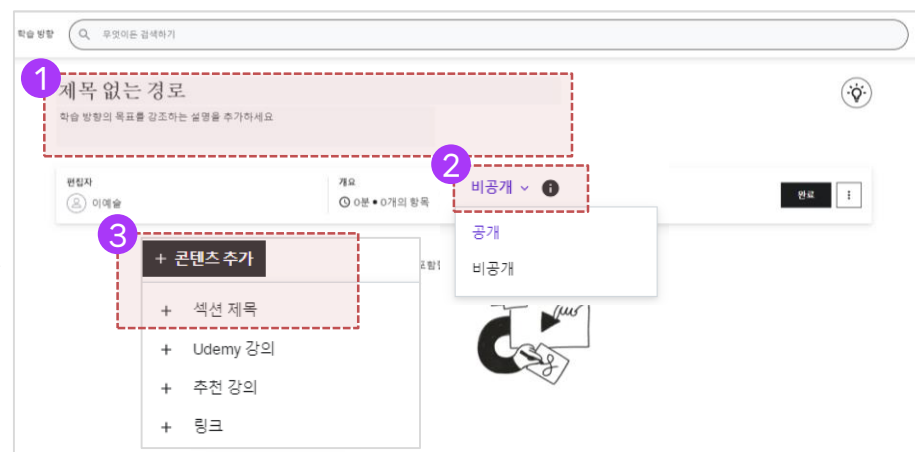 학습 방향
무엇이든 검색하기
1
제목 없는 경로
학습 방향의 목표를 강조하는 설명을 추가하세요
2
편집자
이예슬
개요
0분 • 0개의 항목
비공개
완료
공개
비공개
3
+ 콘텐츠 추가
+ 섹션 제목
+ Udemy 강의
+ 추천 강의
+ 링크